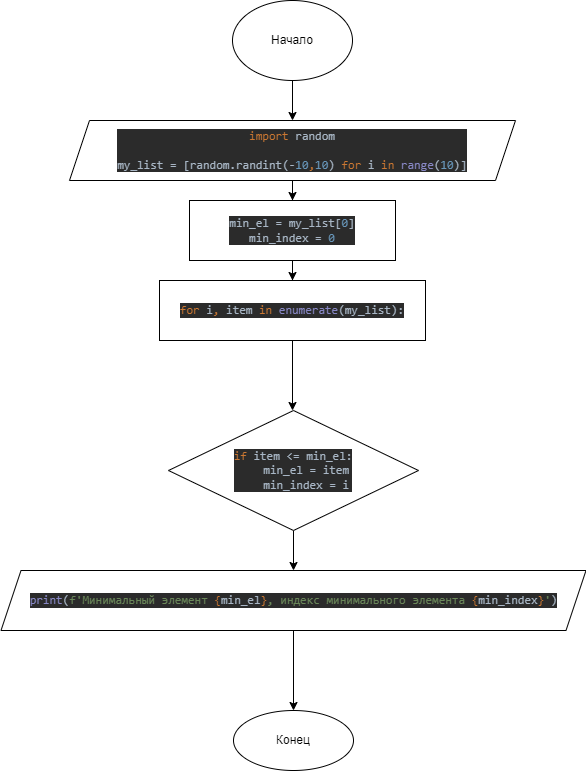 Начало
import random
my_list = [random.randint(-10,10) for i in range(10)]
min_el = my_list[0]
min_index = 0
for i, item in enumerate(my_list):
if item <= min_el:
min_el = item
min_index = i
print(f'Минимальный элемент {min_el}, индекс минимального элемента {min_index}')
Конец